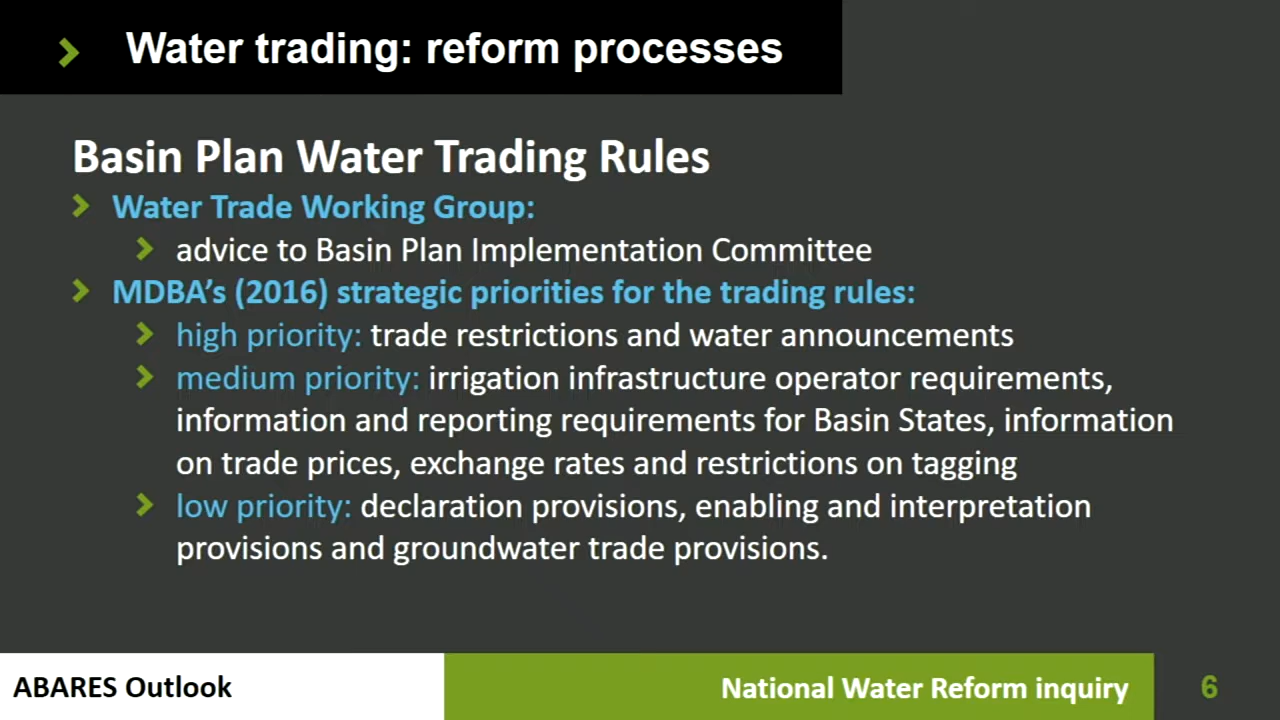 Water trading: reform processes
Basin Plan Water Trading Rules
Water Trade Working Group:
advice to Basin Plan Implementation Committee
MDBA’s (2016) strategic priorities for the trading rules:
high priority: trade restrictions and water announcements
medium priority: irrigation infrastructure operator requirements,
information and reporting requirements for Basin States, information
on trade prices, exchange rates and restrictions on tagging
low priority: declaration provisions, enabling and interpretation
provisions and groundwater trade provisions.
ABARES Outlook
National Water Reform inquiry
6